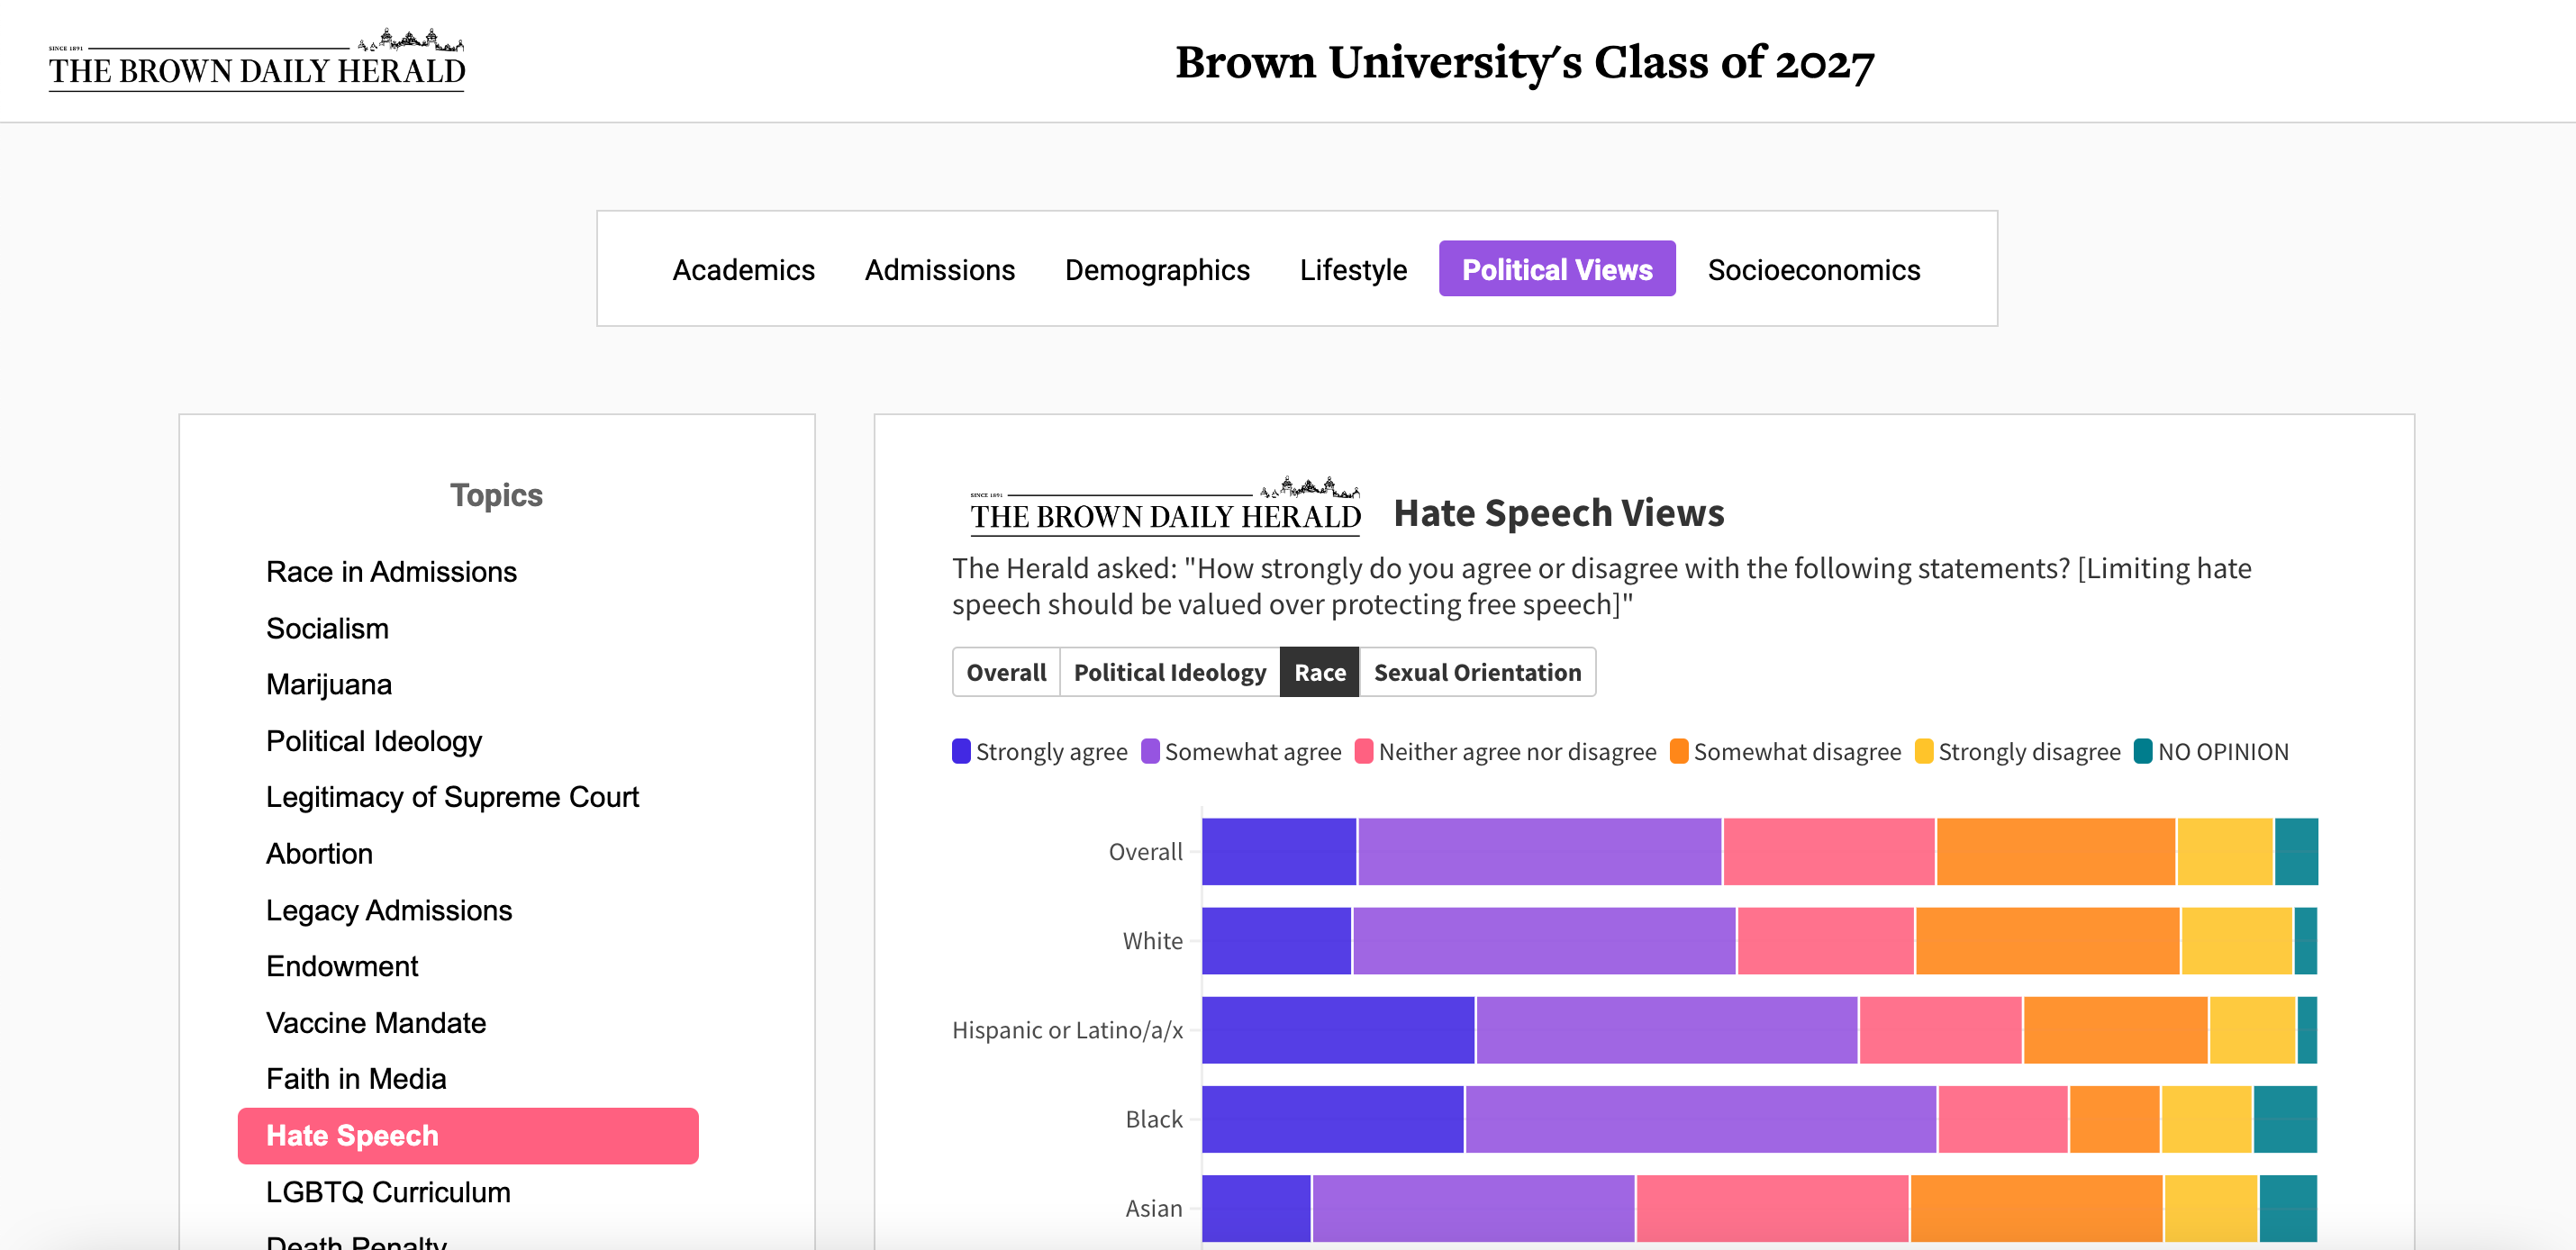 SINCE 1891
THE BROWN DAILY HERALD
Brown University's Class of 2027
Academics
Admissions
Demographics
Lifestyle
Political Views
Socioeconomics
Topics
Race in Admissions
Socialism
Marijuana
Political Ideology
Legitimacy of Supreme Court
Abortion
Legacy Admissions
Endowment
Vaccine Mandate
Faith in Media
Hate Speech
LGBTQ Curriculum
Death Penalty
SINCE 1891
THE BROWN DAILY HERALD
Hate Speech Views
The Herald asked: "How strongly do you agree or disagree with the following statements? [Limiting hate
speech should be valued over protecting free speech]"
Overall
Political Ideology
Race
Sexual Orientation
Strongly agree
Somewhat agree
Neither agree nor disagree
Somewhat disagree
Strongly disagree
NO OPINION
Overall
White
Hispanic or Latino/a/x
Black
Asian